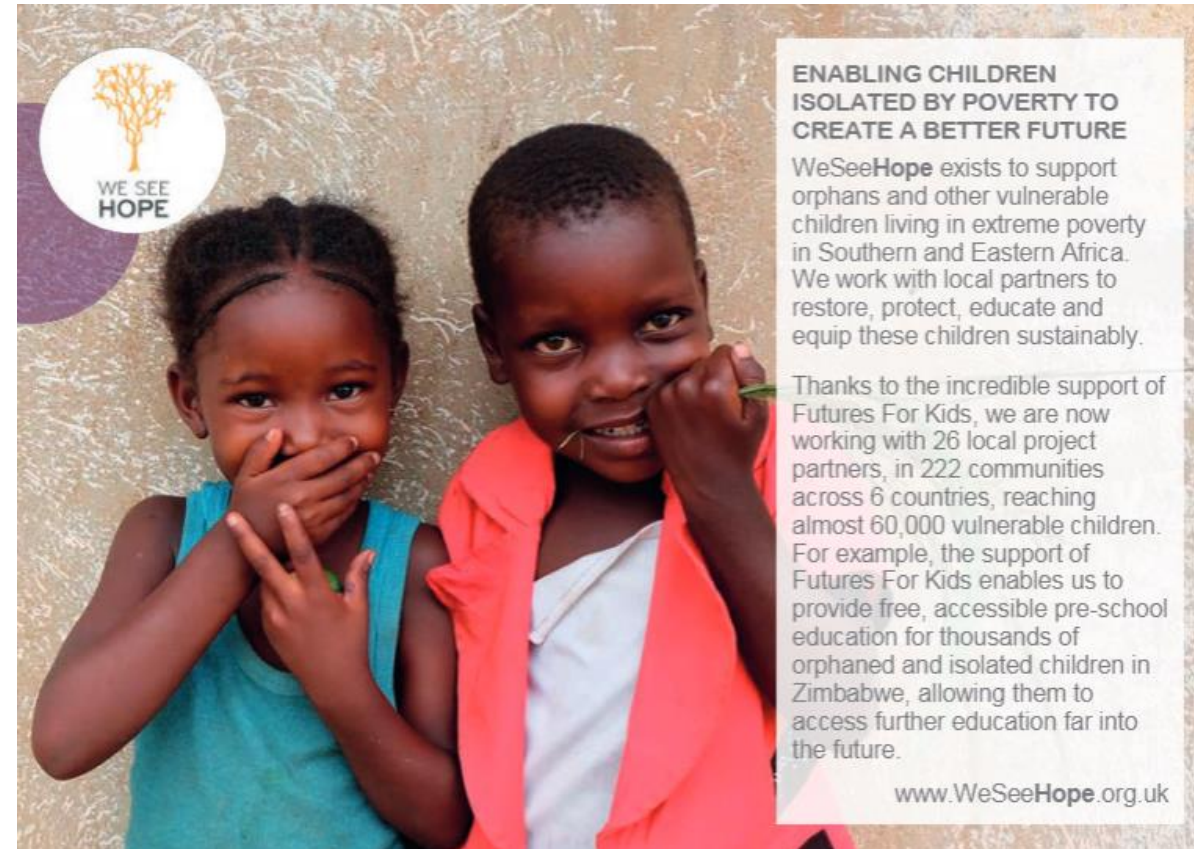 WE SEE
HOPE
ENABLING CHILDREN
ISOLATED BY POVERTY TO
CREATE A BETTER FUTURE
WeSeeHope exists to support
orphans and other vulnerable
children living in extreme poverty
in Southern and Eastern Africa.
We work with local partners to
restore, protect, educate and
equip these children sustainably.
Thanks to the incredible support of
Futures For Kids, we are now
working with 26 local project
partners, in 222 communities
across 6 countries, reaching
almost 60,000 vulnerable children.
For example, the support of
Futures For Kids enables us to
provide free, accessible pre-school
education for thousands of
orphaned and isolated children in
Zimbabwe, allowing them to
access further education far into
the future.
www.WeSeeHope.org.uk